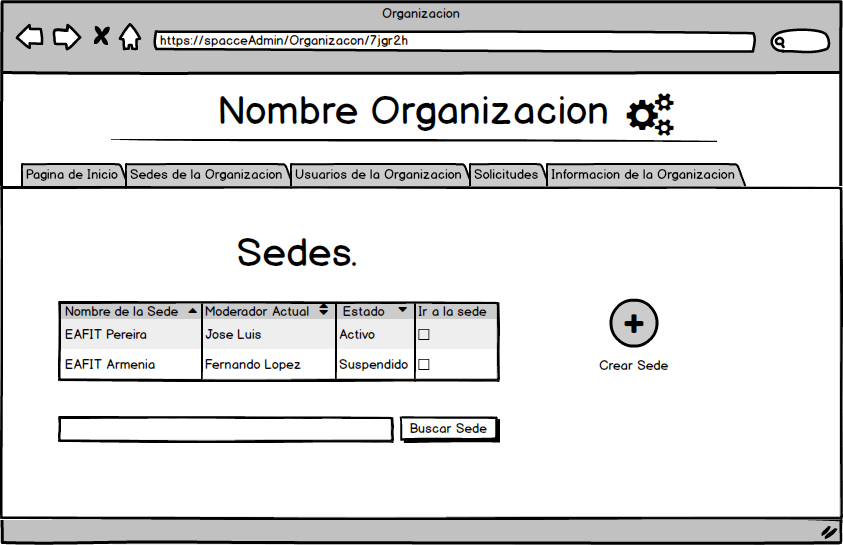 Organizacion
https://spacceAdmin/Organizacon/7jgr2h
Nombre Organizacion
Pagina de Inicio Sedes de la Organizacion Usuarios de la Organizacion Solicitudes Informacion de la Organizacion
Sedes.
Nombre de la Sede Moderador Actual Estado Ir a la sede
EAFIT Pereira Jose Luis Activo
EAFIT Armenia Fernando Lopez Suspendido
Crear Sede
Buscar Sede